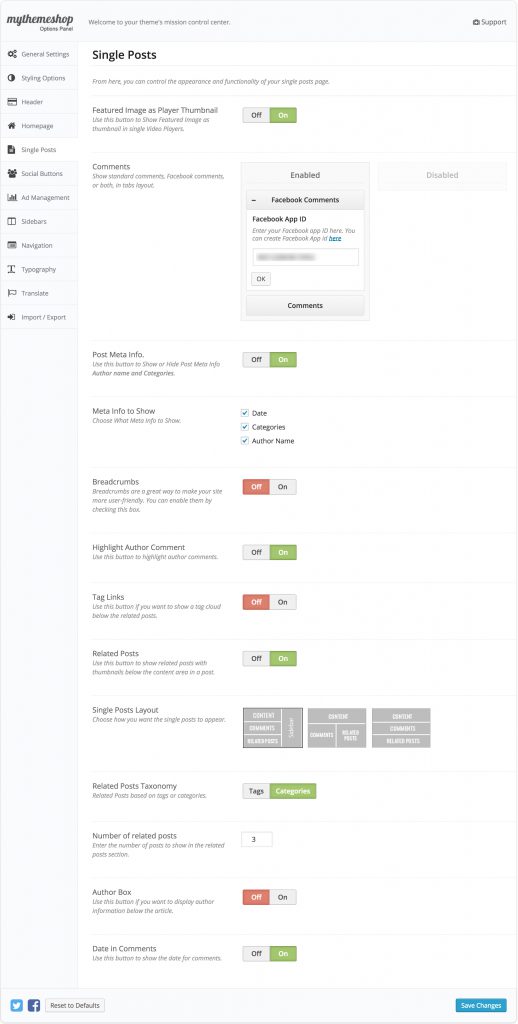 mythemeshop
Options Panel
Welcome to your theme's mission control center.
Support
General Settings
Styling Options
Header
Homepage
Single Posts
Social Buttons
Ad Management
Sidebars
Navigation
Typography
Translate
Import / Export
Single Posts
From here, you can control the appearance and functionality of your single posts page.
Featured Image as Player Thumbnail
Use this button to Show Featured Image as
thumbnail in single Video Players.
Off On
Comments
Show standard comments, Facebook comments,
or both, in tabs layout.
Enabled
Facebook Comments
Facebook App ID
Enter your Facebook app ID here. You
can create Facebook App id here
OK
Comments
Disabled
Post Meta Info.
Use this button to Show or Hide Post Meta Info
Author name and Categories.
Off On
Meta Info to Show
Choose What Meta Info to Show.
Date
Categories
Author Name
Breadcrumbs
Breadcrumbs are a great way to make your site
more user-friendly. You can enable them by
checking this box.
Off On
Highlight Author Comment
Use this button to highlight author comments.
Off On
Tag Links
Use this button if you want to show a tag cloud
below the related posts.
Off On
Related Posts
Use this button to show related posts with
thumbnails below the content area in a post.
Off On
Single Posts Layout
Choose how you want the single posts to appear.
CONTENT
COMMENTS
RELATED POSTS
Sidebar
CONTENT
COMMENTS
RELATED
POSTS
CONTENT
COMMENTS
RELATED POSTS
Related Posts Taxonomy
Related Posts based on tags or categories.
Tags Categories
Number of related posts
Enter the number of posts to show in the related
posts section.
3
Author Box
Use this button if you want to display author
information below the article.
Off On
Date in Comments
Use this button to show the date for comments.
Off On
Reset to Defaults
Save Changes